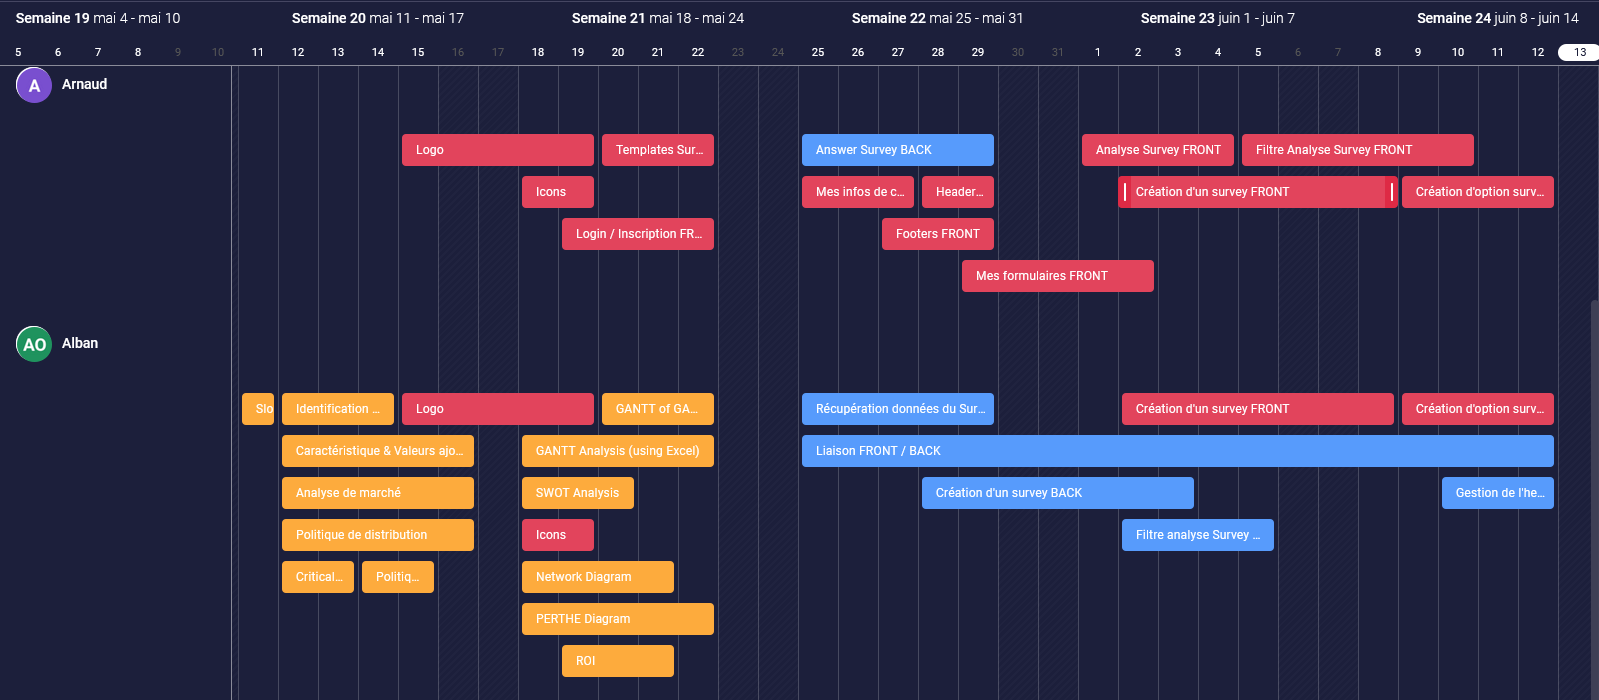 Semaine 19 mai 4 - mai 10 Semaine 20 mai 11 - mai 17 Semaine 21 mai 18 - mai 24 Semaine 22 mai 25 - mai 31 Semaine 23 juin 1 - juin 7 Semaine 24 juin 8 - juin 14
5 6 7 8 9 10 11 12 13 14 15 16 17 18 19 20 21 22 23 24 25 26 27 28 29 30 31 1 2 3 4 5 6 7 8 9 10 11 12 13
A Arnaud
Logo Templates Sur... Answer Survey BACK Analyse Survey FRONT Filtre Analyse Survey FRONT
Icons Mes infos de c... Header... Création d'un survey FRONT Création d'option surv...
Login / Inscription FR... Footers FRONT
Mes formulaires FRONT
AO Alban
Slo Identification ... Logo GANTT of GA... Récupération données du Sur... Création d'un survey FRONT Création d'option surv...
Caractéristique & Valeurs ajo... GANTT Analysis (using Excel) Liaison FRONT / BACK
Analyse de marché SWOT Analysis Création d'un survey BACK Gestion de l'he...
Politique de distribution Icons Filtre analyse Survey ...
Critical... Politiq... Network Diagram
PERTHE Diagram
ROI